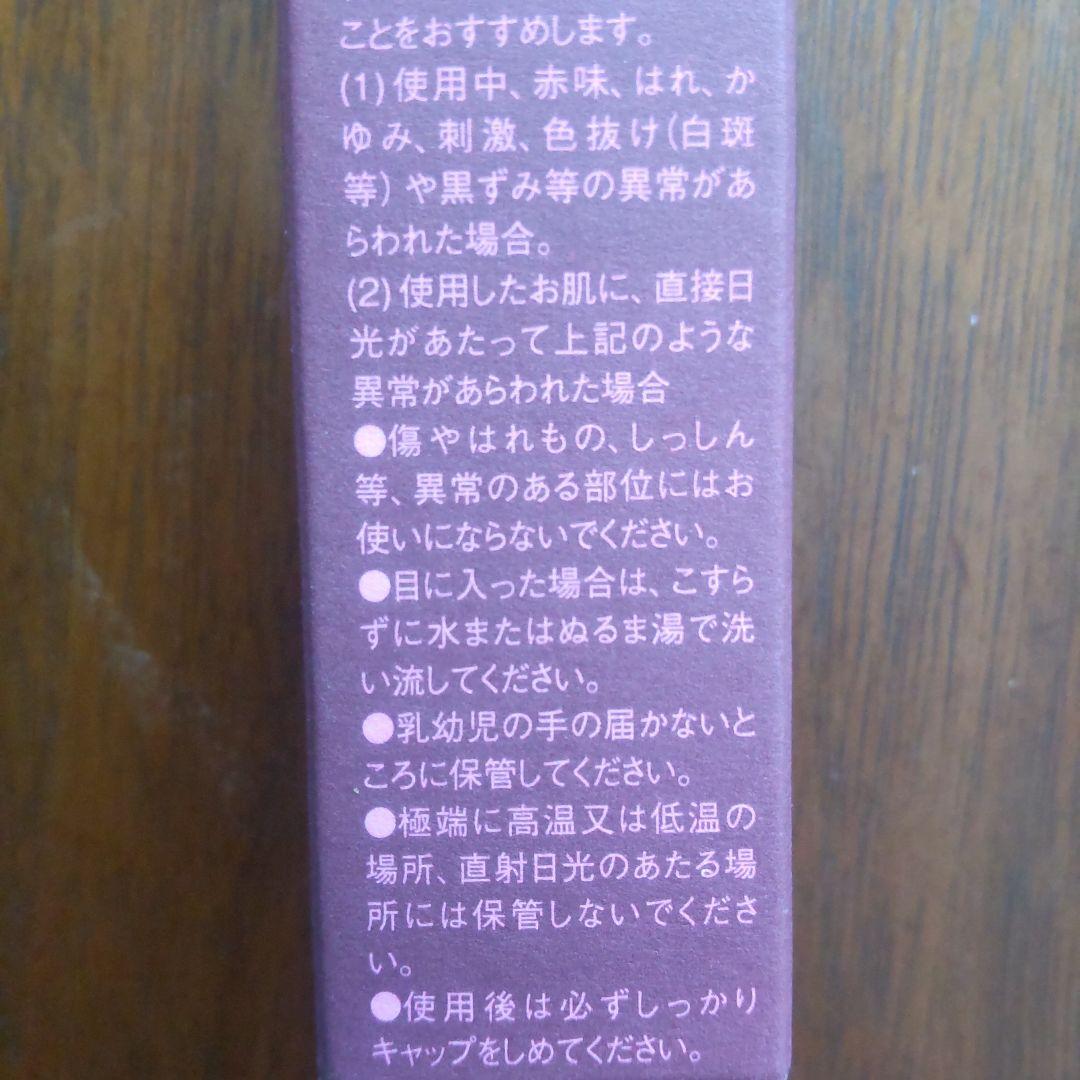 ことをおすすめします。
(1)使用中、赤味、はれ、か
ゆみ、刺激、色抜け(白斑
等)や黒ずみ等の異常があ
らわれた場合。
(2)使用したお肌に、直接日
光があたって上記のような
異常があらわれた場合
●傷やはれもの、しっしん
等、異常のある部位にはお
使いにならないでください。
●目に入った場合は、こすら
ずに水またはぬるま湯で洗
い流してください。
●乳幼児の手の届かないと
ころに保管してください。
●極端に高温又は低温の
場所、直射日光のあたる場
所には保管しないでくださ
い。
●使用後は必ずしっかり
キャップをしめてください。